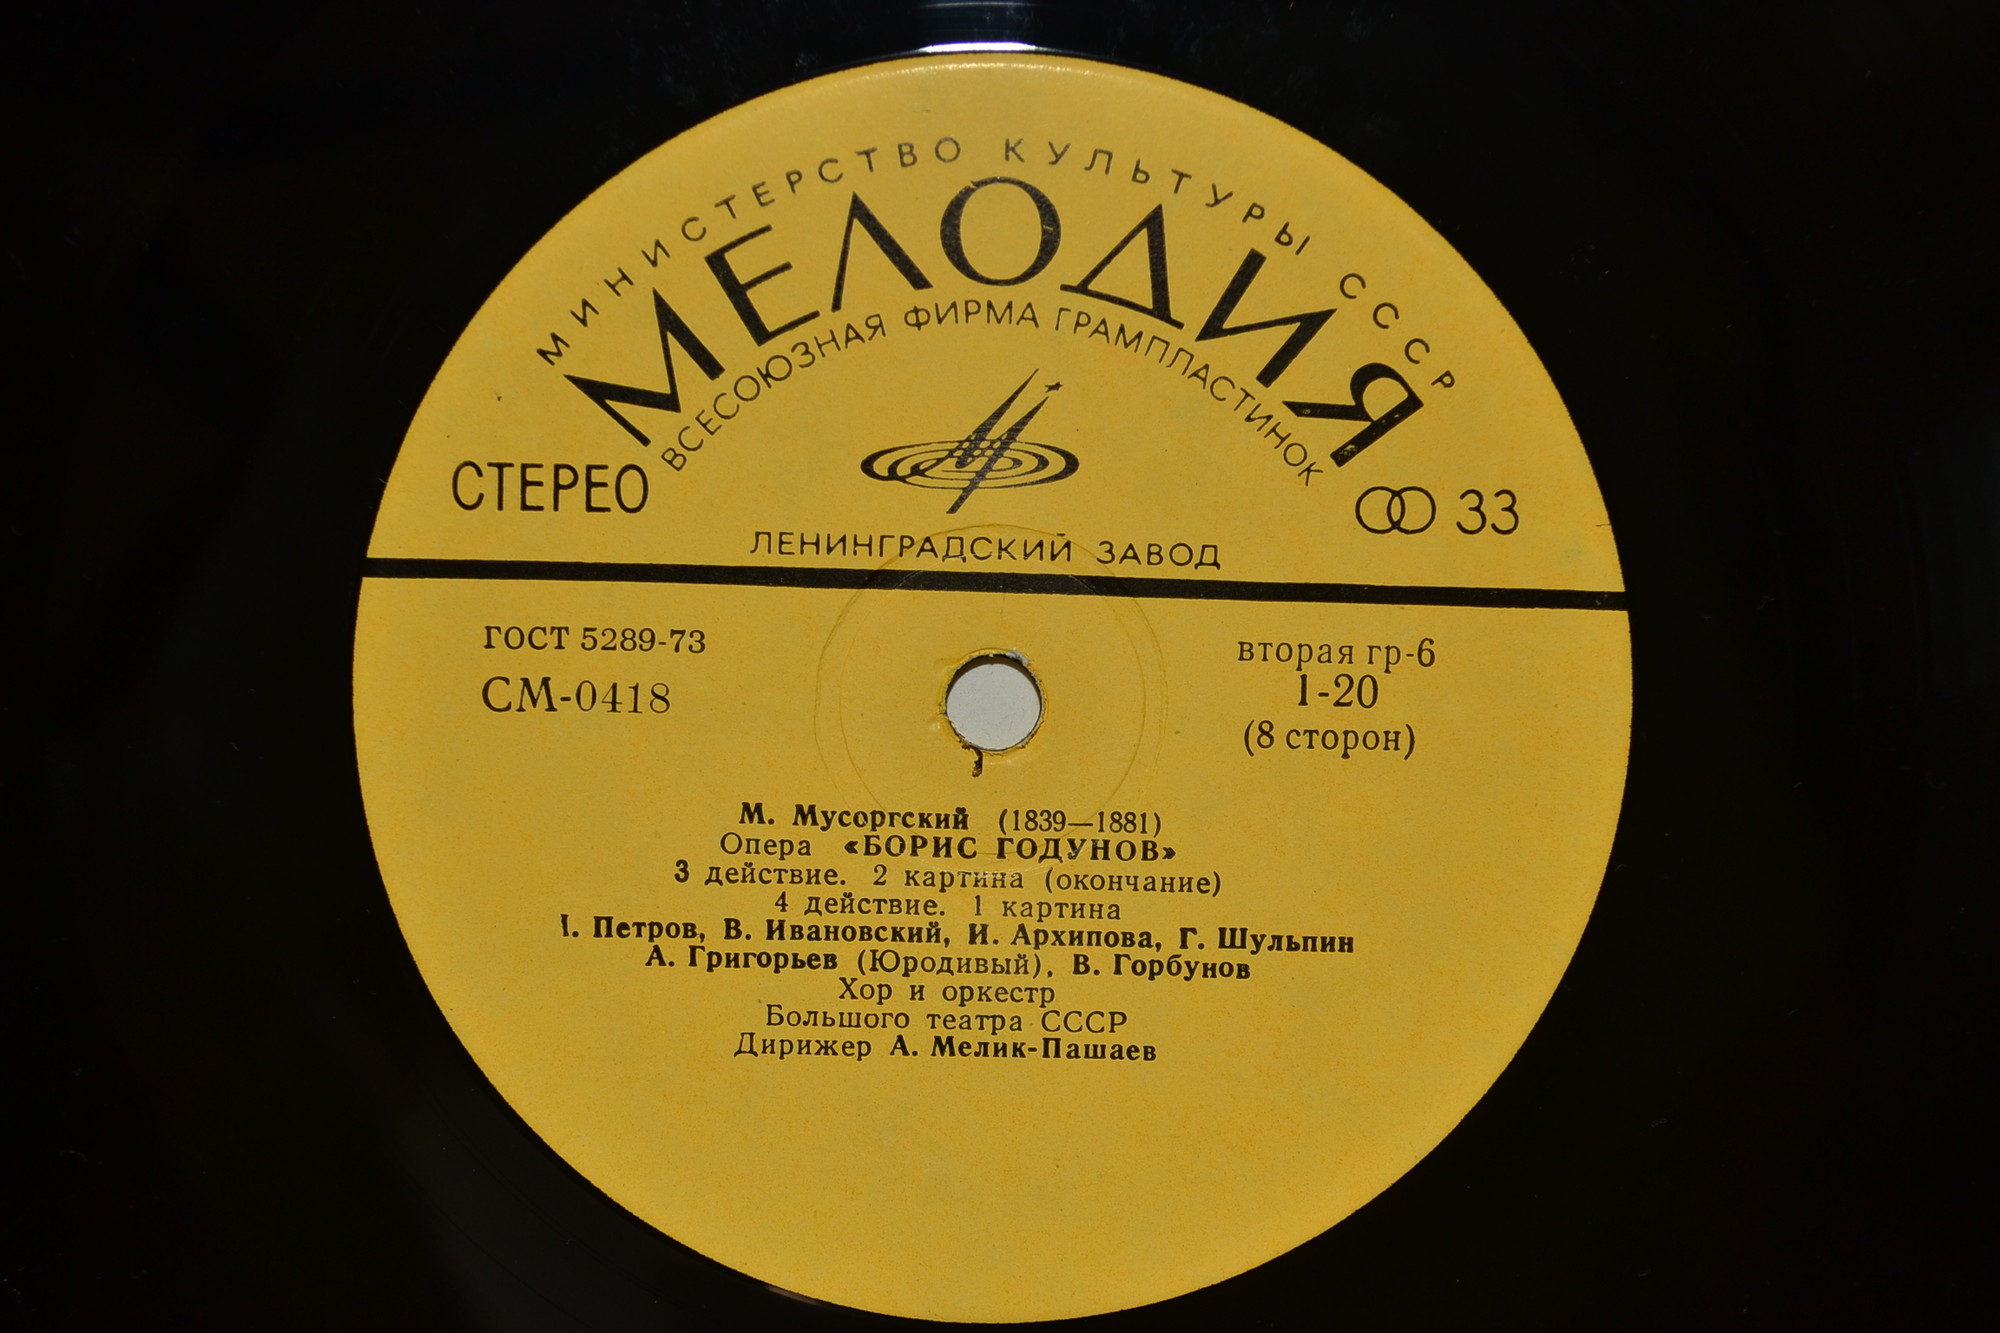 МИНИСТЕРСТВО КУЛЬТУРЫ СССР
МЕЛОДИЯ
ВСЕСОЮЗНАЯ ФИРМА ГРАМПЛАСТИНОК
СТЕРЕО
33
ЛЕНИНГРАДСКИЙ ЗАВОД
ГОСТ 5289-73
СМ-0418
вторая гр-6
1-20
(8 сторон)
М. Мусоргский (1839—1881)
Опера «БОРИС ГОДУНОВ»
3 действие. 2 картина (окончание)
4 действие. 1 картина
Петров, В. Ивановский, И. Архипова, Г. Шульпин
А. Григорьев (Юродивый), В. Горбунов
Хор и оркестр
Большого театра СССР
Дирижер А. Мелик-Пашаев